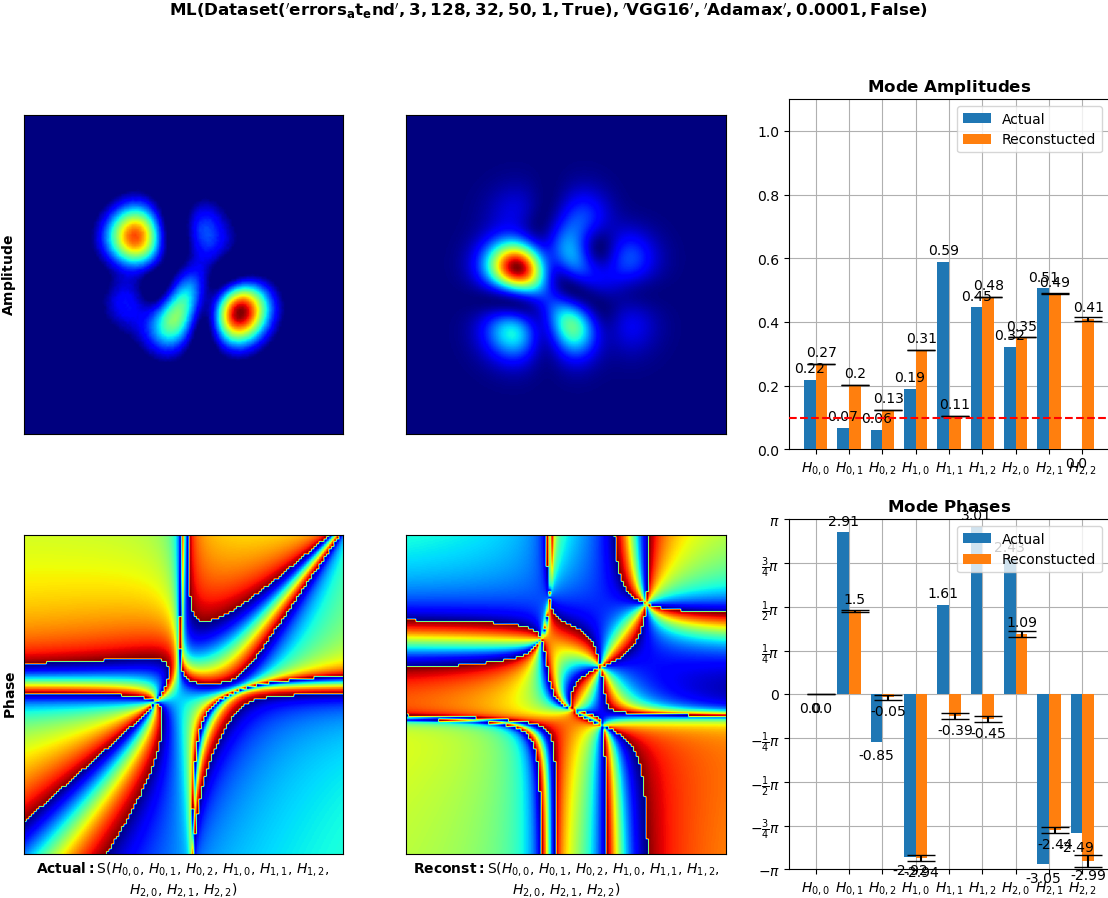 ML(Dataset('errorsₐtₑnd', 3, 128, 32, 50, 1, True), 'VGG16', 'Adamax', 0.0001, False)
Amplitude
Mode Amplitudes
Actual
Reconstucted
1.0
0.8
0.6
0.4
0.2
0.0
0.22
0.27
0.07
0.2
0.06
0.13
0.19
0.31
0.59
0.11
0.45
0.48
0.32
0.35
0.51
0.49
0.0
0.41
H₀,₀ H₀,₁ H₀,₂ H₁,₀ H₁,₁ H₁,₂ H₂,₀ H₂,₁ H₂,₂
Phase
Mode Phases
Actual
Reconstucted
π
3/4π
1/2π
1/4π
0
−1/4π
−1/2π
−3/4π
−π
0.0
0.0
2.91
1.5
-0.85
-0.05
-2.92
-2.94
1.61
-0.39
3.01
-0.45
2.43
1.09
-3.05
-2.44
-2.49
-2.99
H₀,₀ H₀,₁ H₀,₂ H₁,₀ H₁,₁ H₁,₂ H₂,₀ H₂,₁ H₂,₂
Actual: S(H₀,₀, H₀,₁, H₀,₂, H₁,₀, H₁,₁, H₁,₂,
H₂,₀, H₂,₁, H₂,₂)
Reconst: S(H₀,₀, H₀,₁, H₀,₂, H₁,₀, H₁,₁, H₁,₂,
H₂,₀, H₂,₁, H₂,₂)